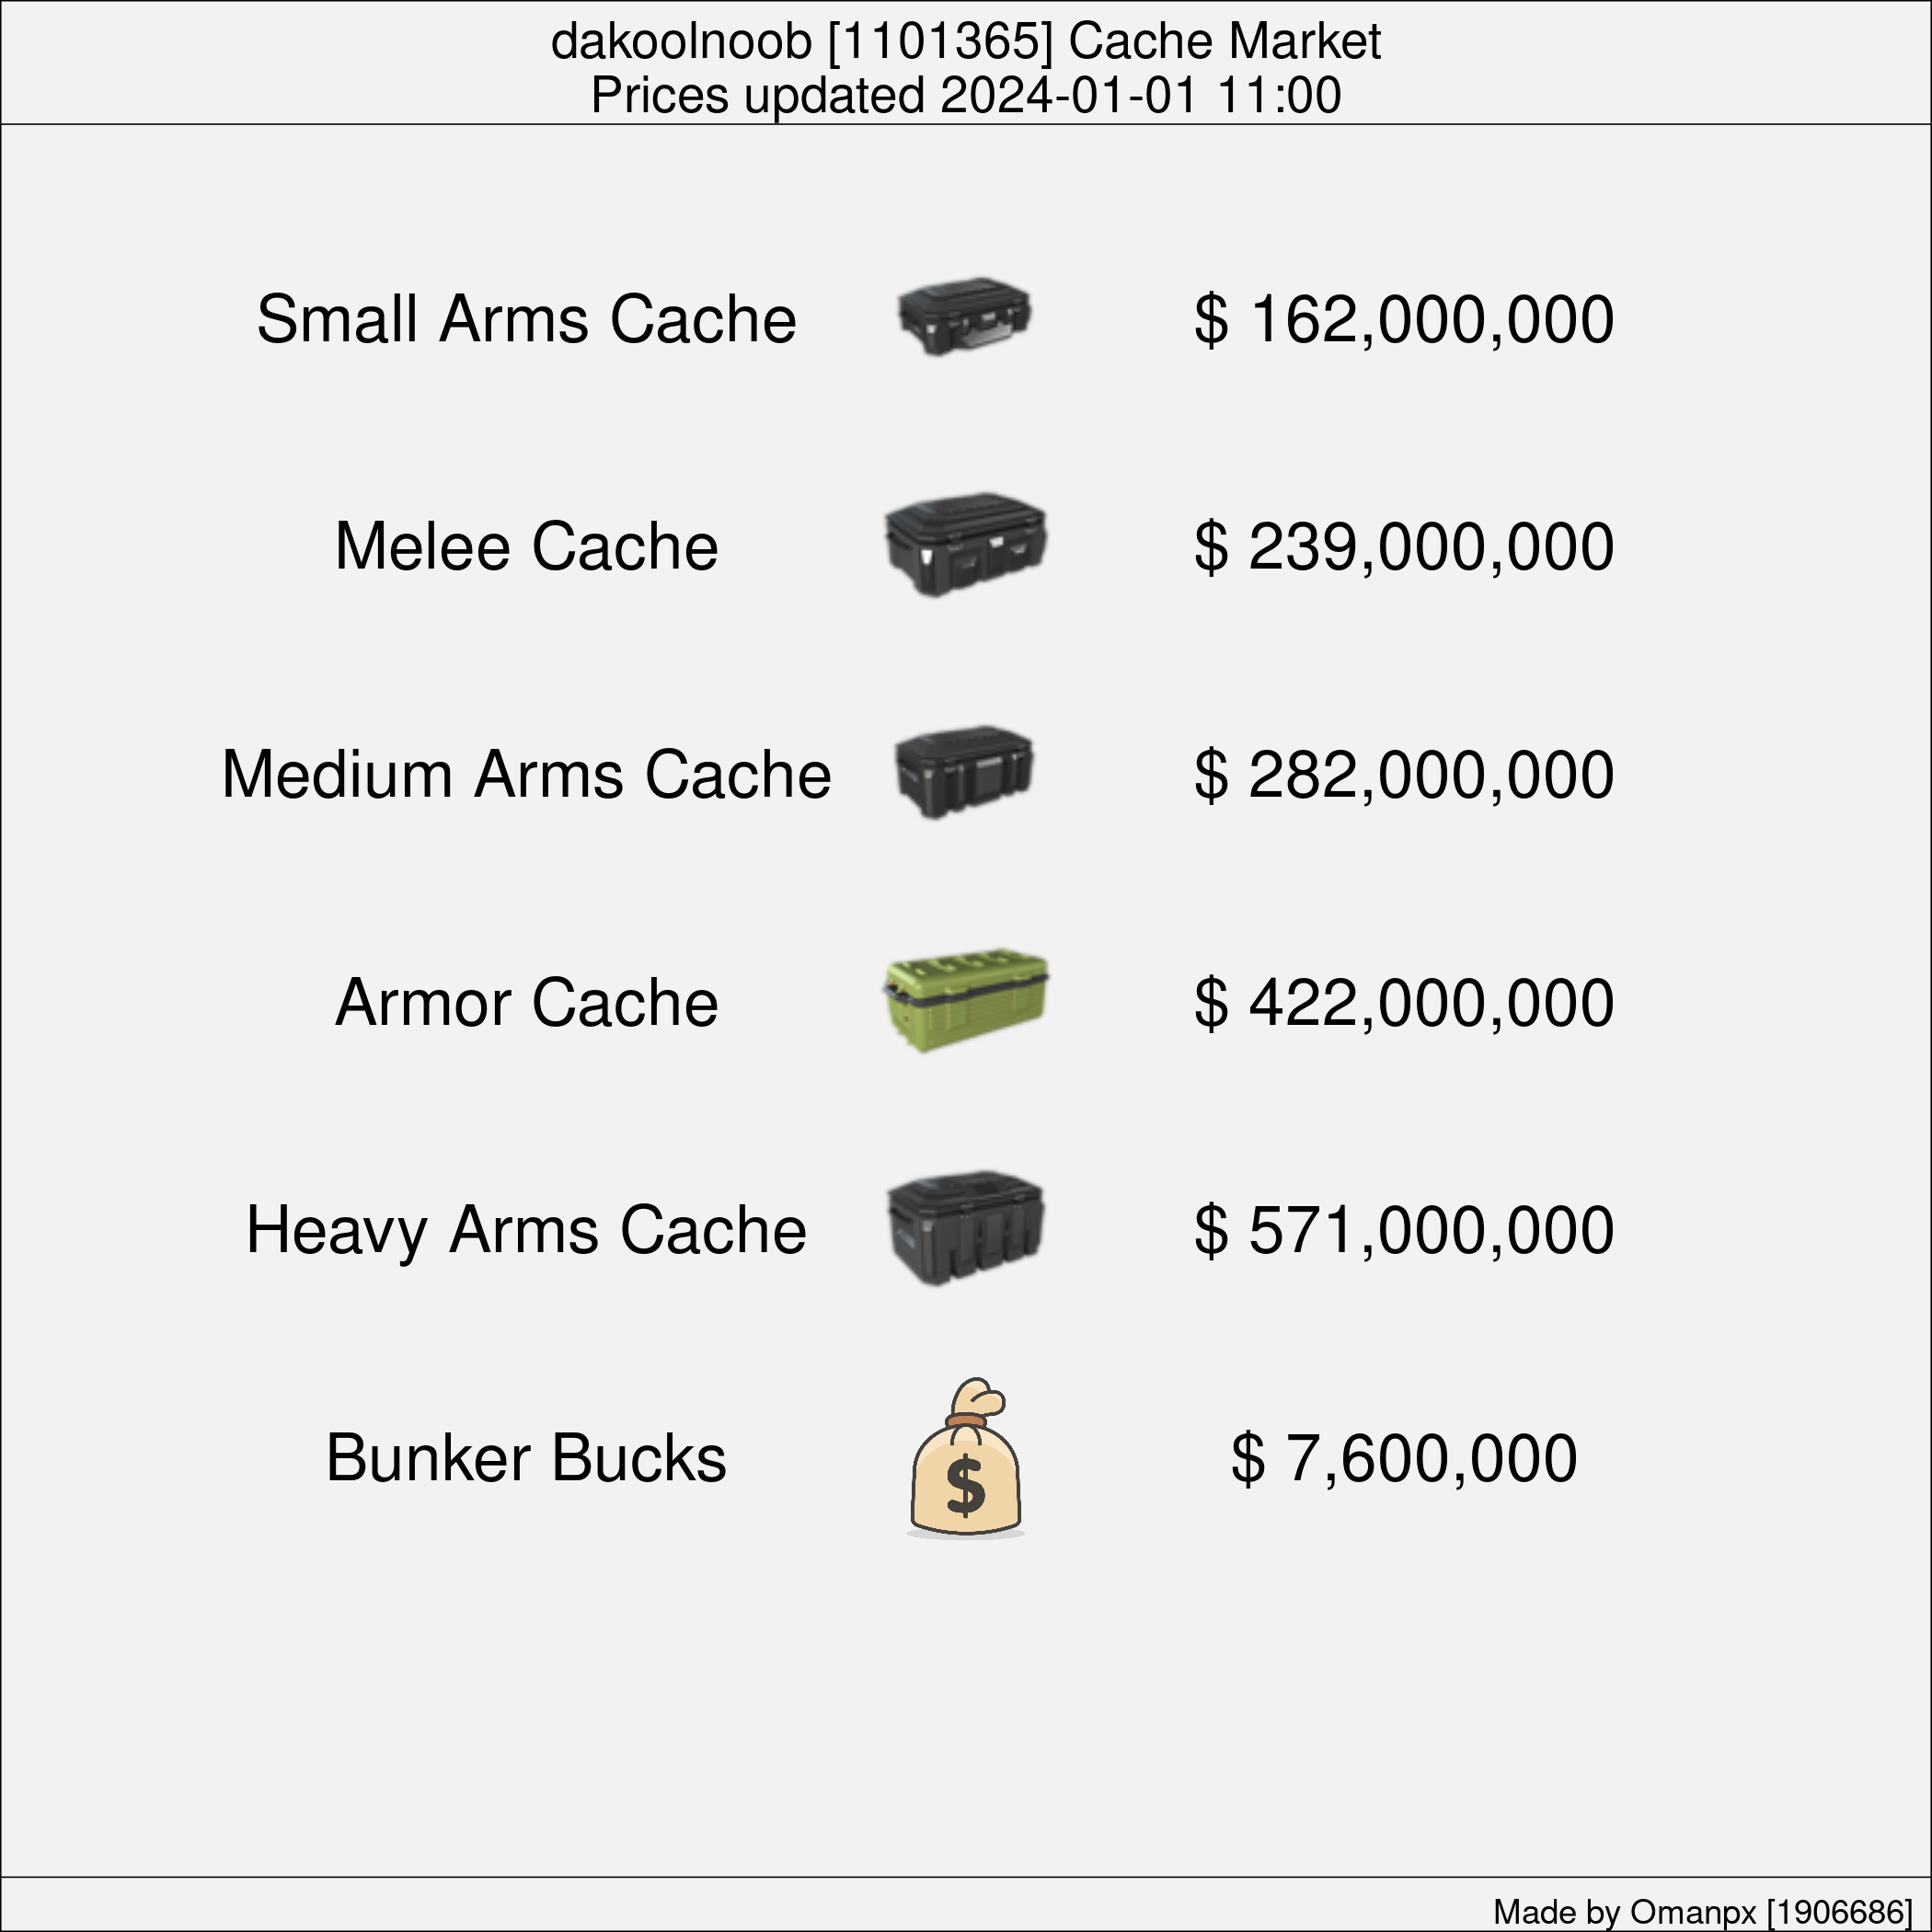 dakoolnoob [1101365] Cache Market
Prices updated 2024-01-01 11:00
Small Arms Cache $ 162,000,000
Melee Cache $ 239,000,000
Medium Arms Cache $ 282,000,000
Armor Cache $ 422,000,000
Heavy Arms Cache $ 571,000,000
Bunker Bucks $ $ 7,600,000
Made by Omanpx [1906686]